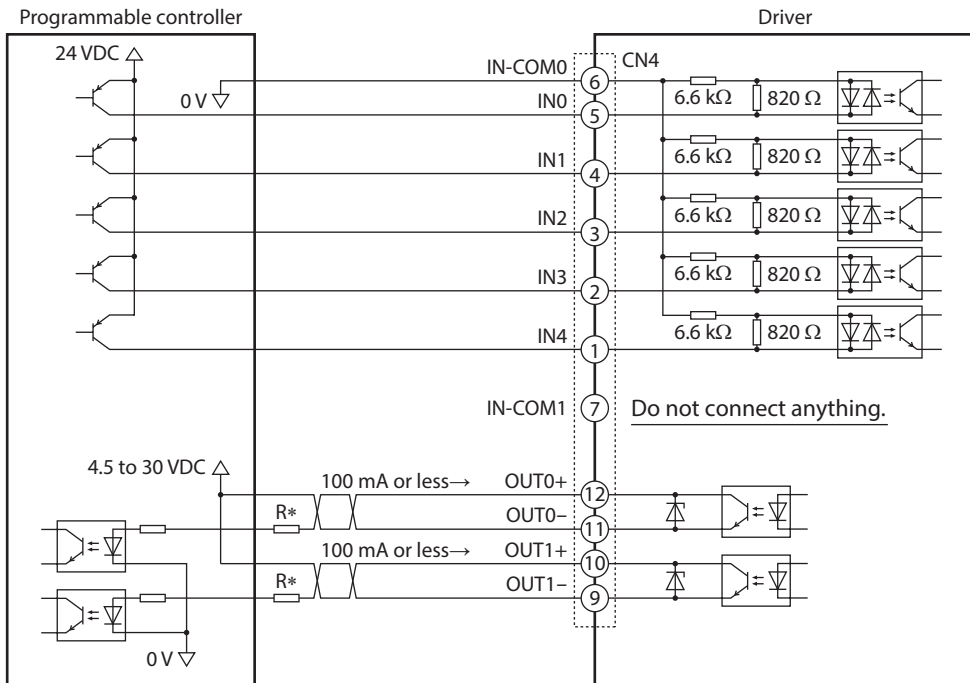 Programmable controller
Driver
24 VDC
IN-COM0
6
CN4
0 V
6.6 kΩ
820 Ω
IN0
5
IN1
4
6.6 kΩ
820 Ω
IN2
3
6.6 kΩ
820 Ω
IN3
2
6.6 kΩ
820 Ω
IN4
1
6.6 kΩ
820 Ω
IN-COM1
7
Do not connect anything.
4.5 to 30 VDC
100 mA or less→
OUT0+
12
R*
OUT0−
11
100 mA or less→
OUT1+
10
R*
OUT1−
9
0 V